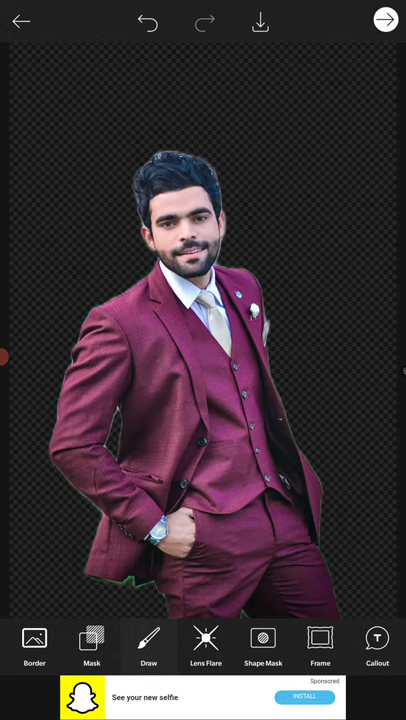 Border
Mask
Draw
Lens Flare
Shape Mask
Frame
T
Callout
Sponsored
See your new selfie
INSTALL